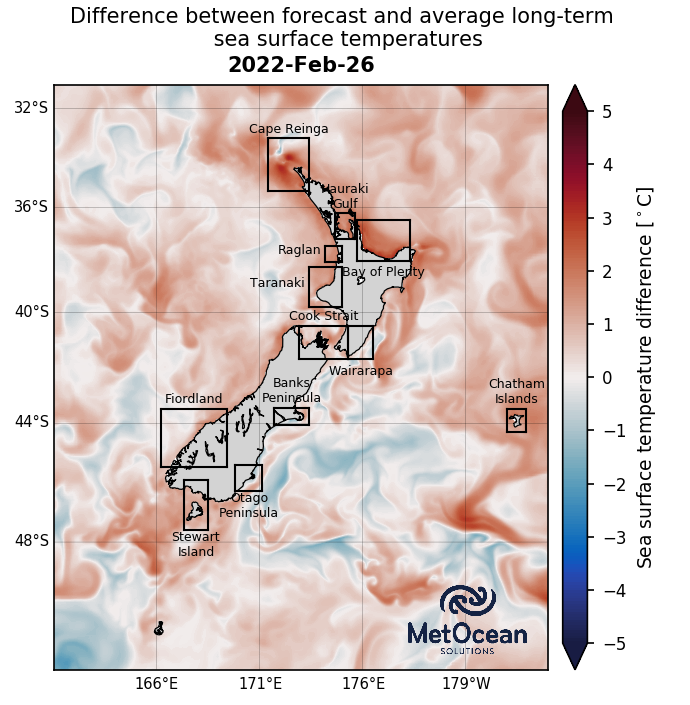 Difference between forecast and average long-term
sea surface temperatures
2022-Feb-26
32°S
36°S
40°S
44°S
48°S
Cape Reinga
Hauraki
Gulf
Raglan
Bay of Plenty
Taranaki
Cook Strait
Wairarapa
Banks
Peninsula
Fiordland
Chatham
Islands
Otago
Peninsula
Stewart
Island
MetOcean
SOLUTIONS
166°E
171°E
176°E
179°W
5
4
3
2
1
0
−1
−2
−3
−4
−5
Sea surface temperature difference [°C]